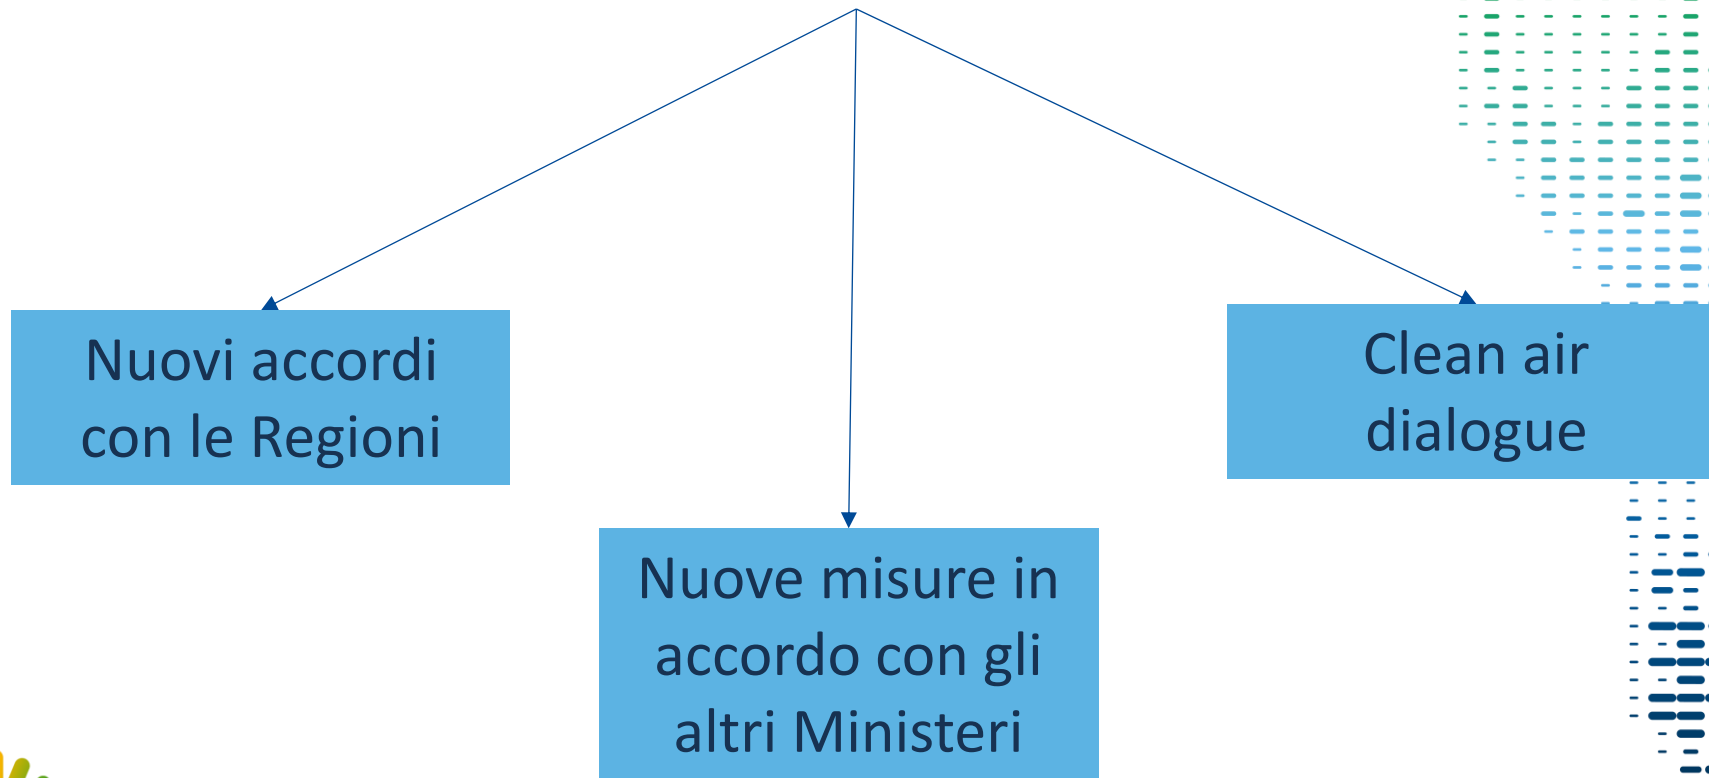 Nuovi accordi
con le Regioni
Clean air
dialogue
Nuove misure in
accordo con gli
altri Ministeri